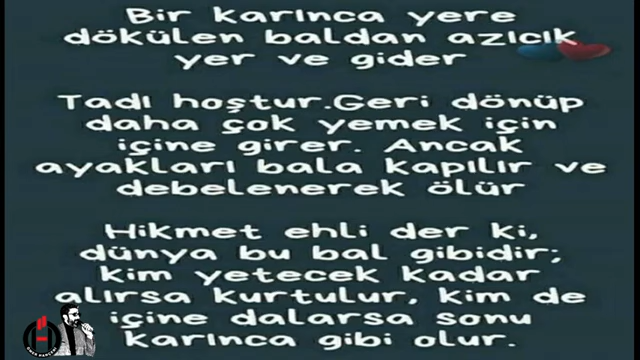 Bir karınca yere
dökülen baldan azıcık
yer ve gider
Tadı hoştur.Geri dönüp
daha çok yemek için
içine girer. Ancak
ayakları bala kapılır ve
debelenerek ölür
Hikmet ehli der ki,
dünya bu bal gibidir;
kim yetecek kadar
alırsa kurtulur, kim de
içine dalarsa sonu
karınca gibi olur.